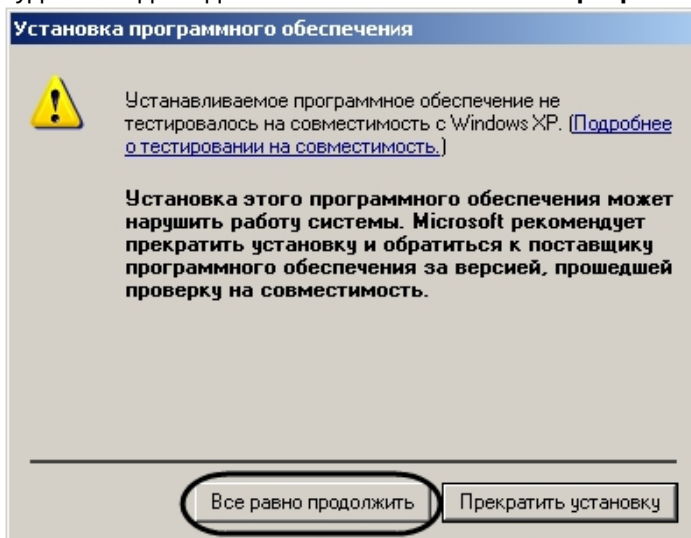 Установка программного обеспечения
Устанавливаемое программное обеспечение не
тестировалось на совместимость с Windows XP. (Подробнее
о тестировании на совместимость.)
Установка этого программного обеспечения может
нарушить работу системы. Microsoft рекомендует
прекратить установку и обратиться к поставщику
программного обеспечения за версией, прошедшей
проверку на совместимость.
Все равно продолжить
Прекратить установку